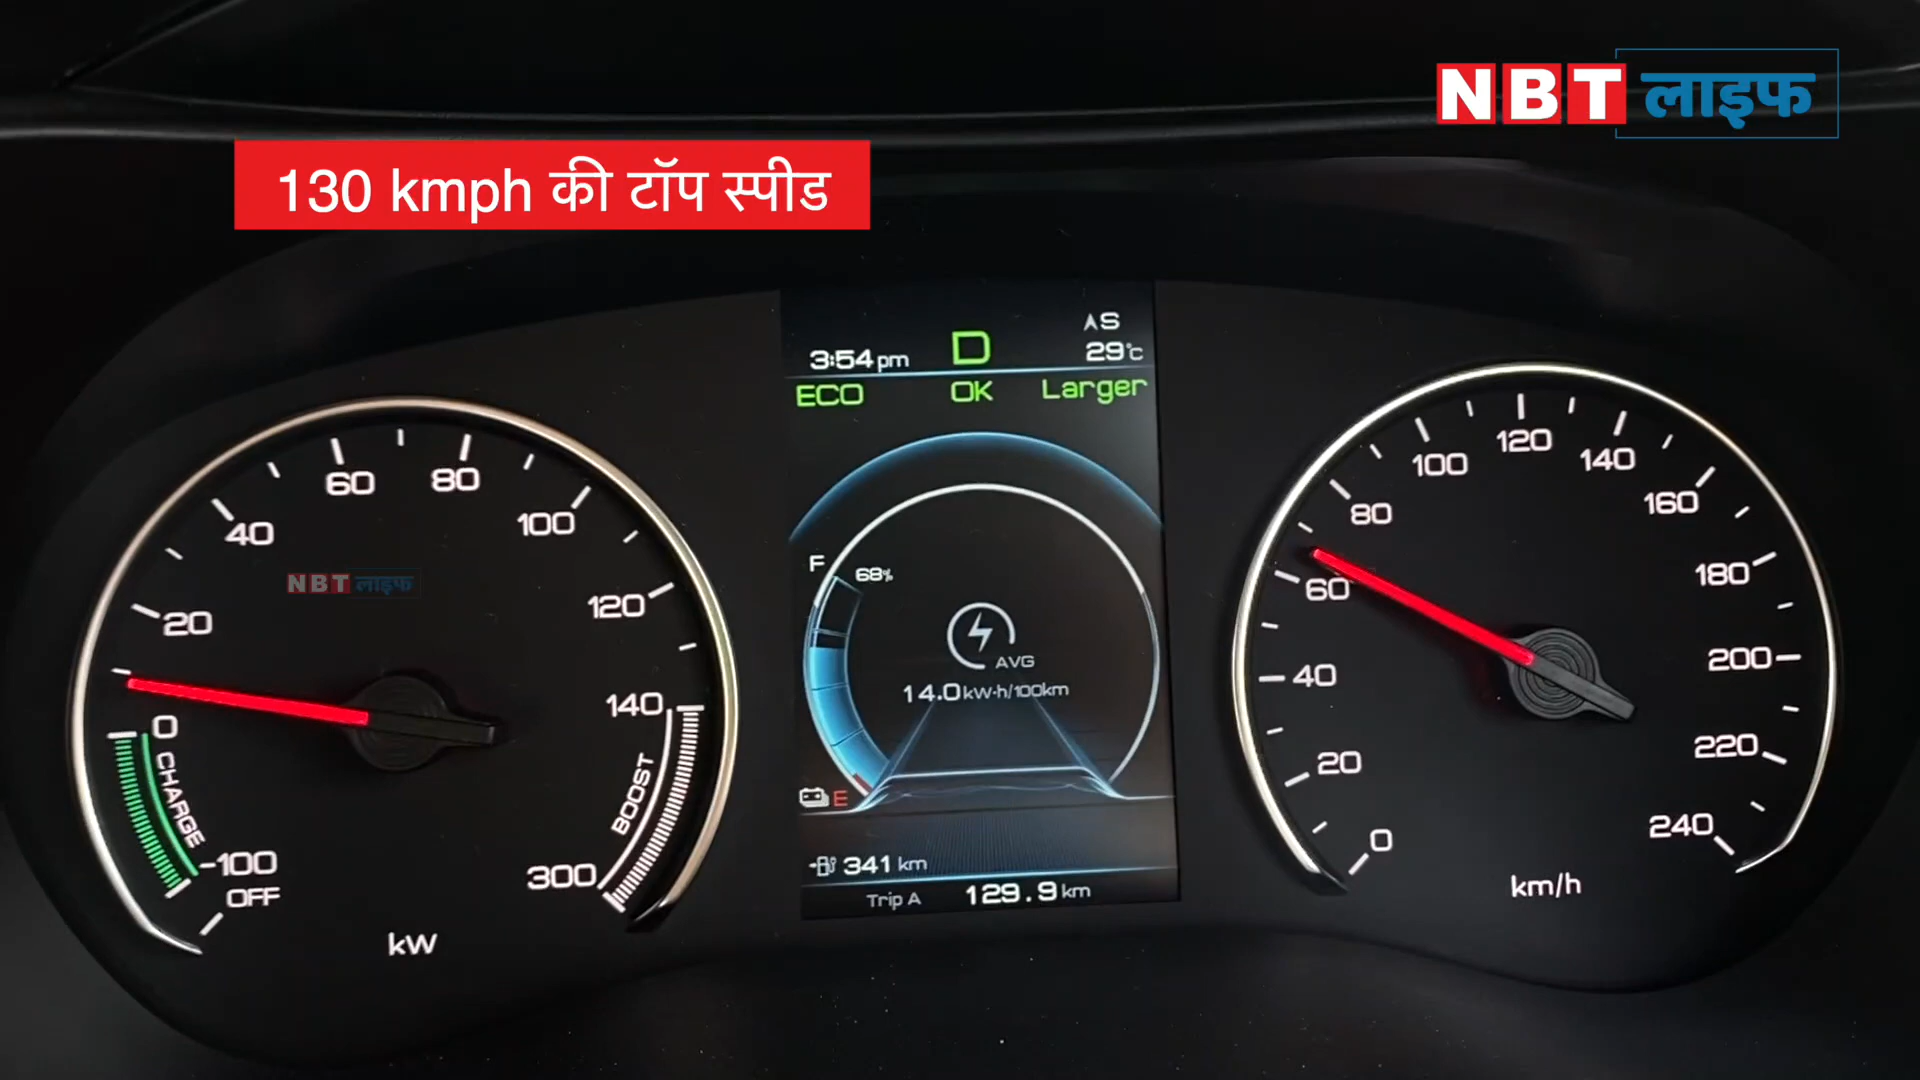 NBT लाइफ
130 kmph की टॉप स्पीड
3:54 pm D S 29°C
ECO OK Larger
F 68%
AVG
14.0 kW·h/100km
E
341 km
Trip A 129.9 km
OFF -100 0 20 40 60 80 100 120 140 300
CHARGE
BOOST
kW
NBT लाइफ
0 20 40 60 80 100 120 140 160 180 200 220 240
km/h